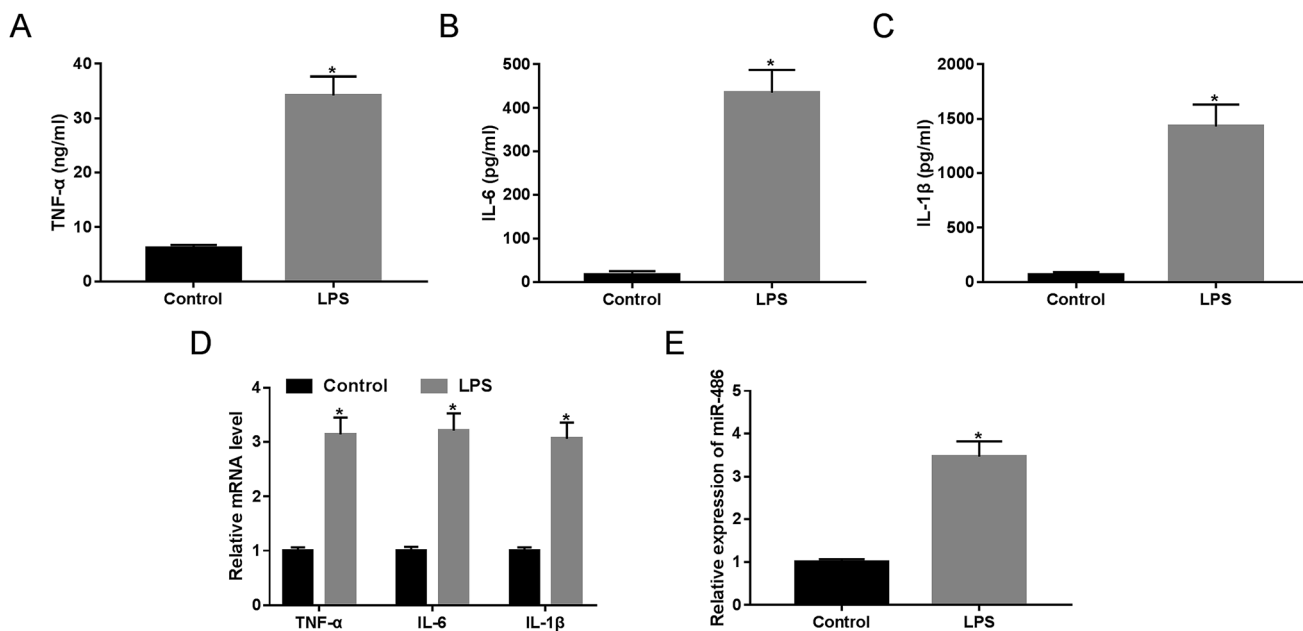 A
TNF-α (ng/ml)
40
30
20
10
0
*
Control
LPS
B
IL-6 (pg/ml)
500
400
300
200
100
0
*
Control
LPS
C
IL-1β (pg/ml)
2000
1500
1000
500
0
*
Control
LPS
D
Control
LPS
Relative mRNA level
4
3
2
1
0
*
*
*
TNF-α
IL-6
IL-1β
E
Relative expression of miR-486
5
4
3
2
1
0
*
Control
LPS